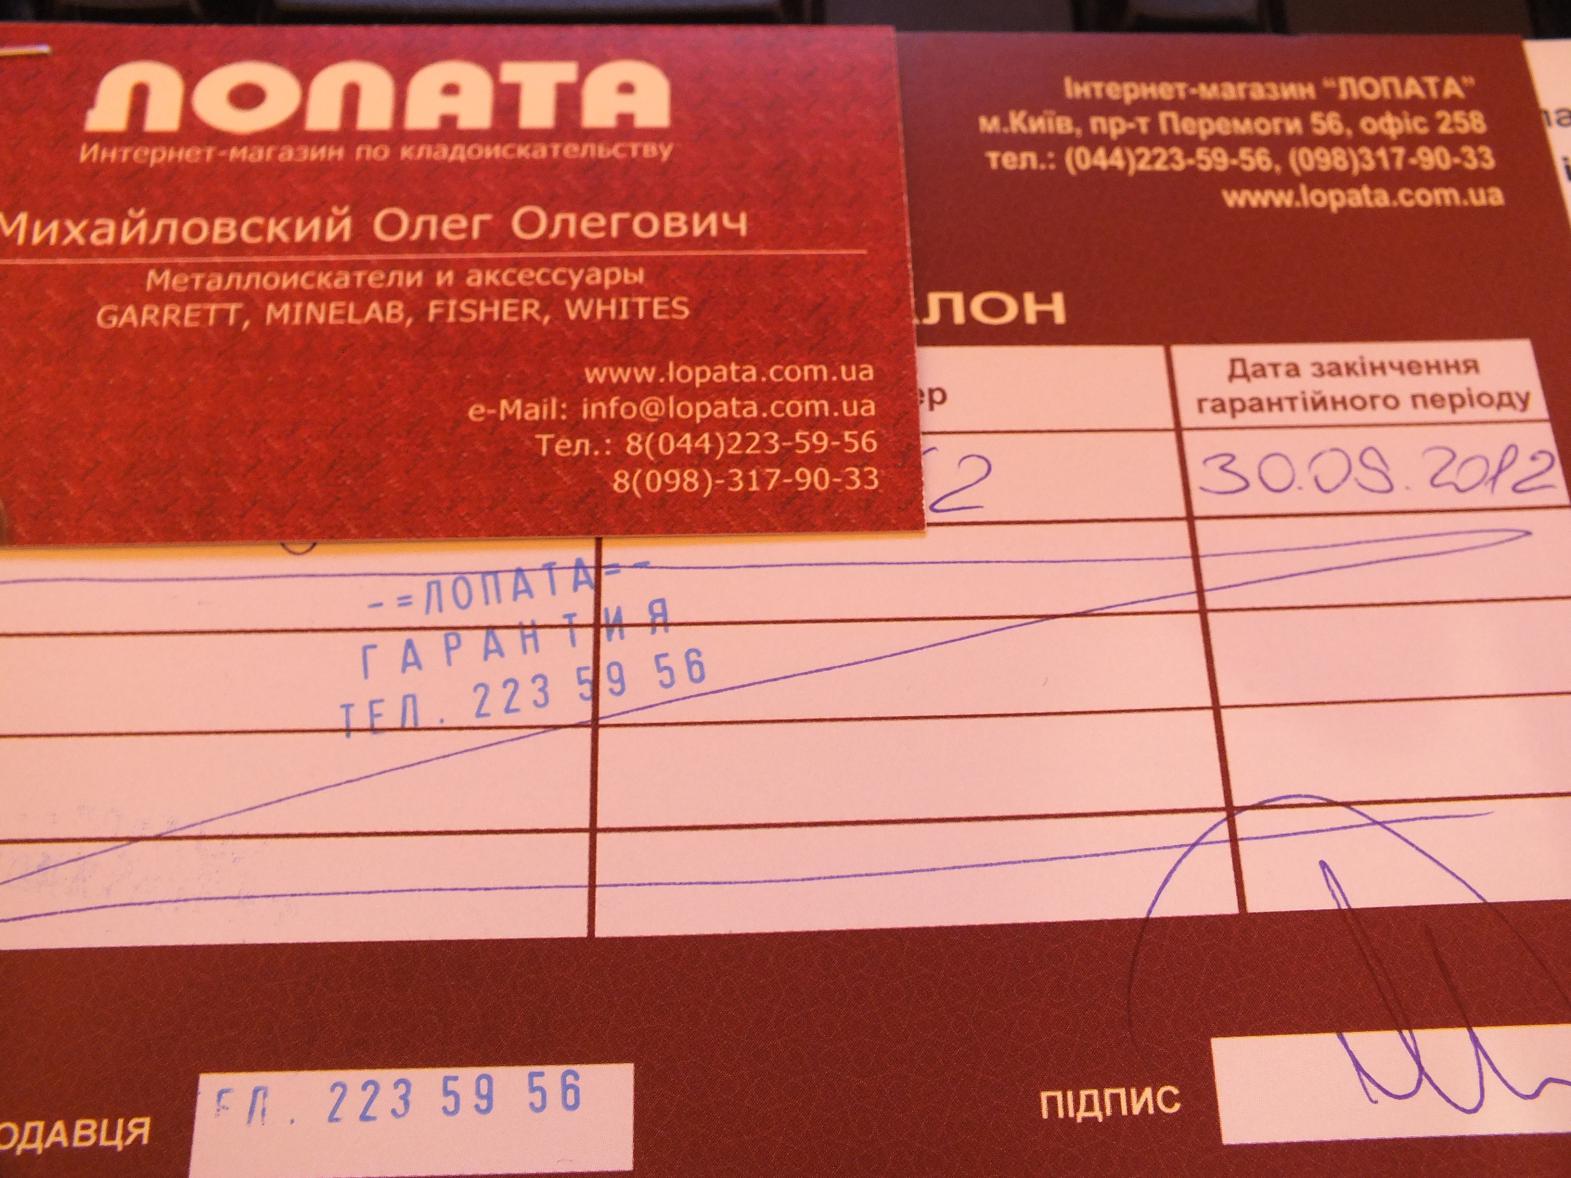 ЛОПАТА
Интернет-магазин по кладоискательству
Михайловский Олег Олегович
Металлоискатели и аксессуары
GARRETT, MINELAB, FISHER, WHITES
www.lopata.com.ua
e-Mail: info@lopata.com.ua
Тел.: 8(044)223-59-56
8(098)-317-90-33
Інтернет-магазин "ЛОПАТА"
м.Київ, пр-т Перемоги 56, офіс 258
тел.: (044)223-59-56, (098)317-90-33
www.lopata.com.ua
ЛОН
ер
Дата закінчення
гарантійного періоду
2
30.09.2012
-=ЛОПАТА=-
ГАРАНТИЯ
ТЕЛ. 223 59 56
ОДАВЦЯ
ЕЛ. 223 59 56
ПІДПИС